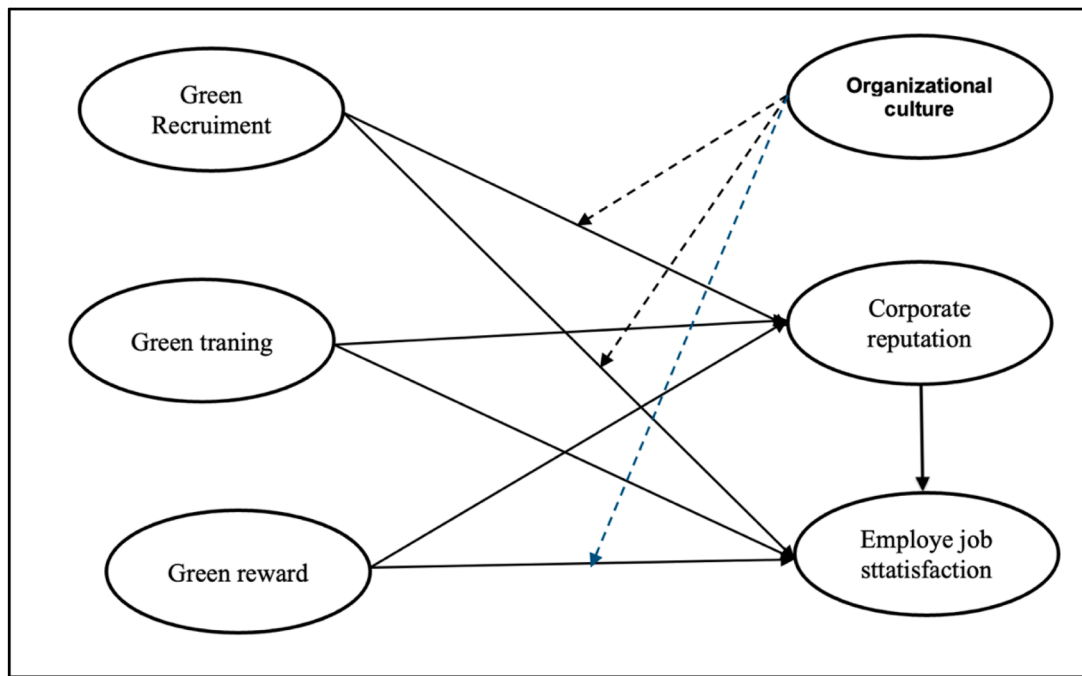 Green
Recruiment
Organizational
culture
Green traning
Corporate
reputation
Green reward
Employe job
sttatisfaction